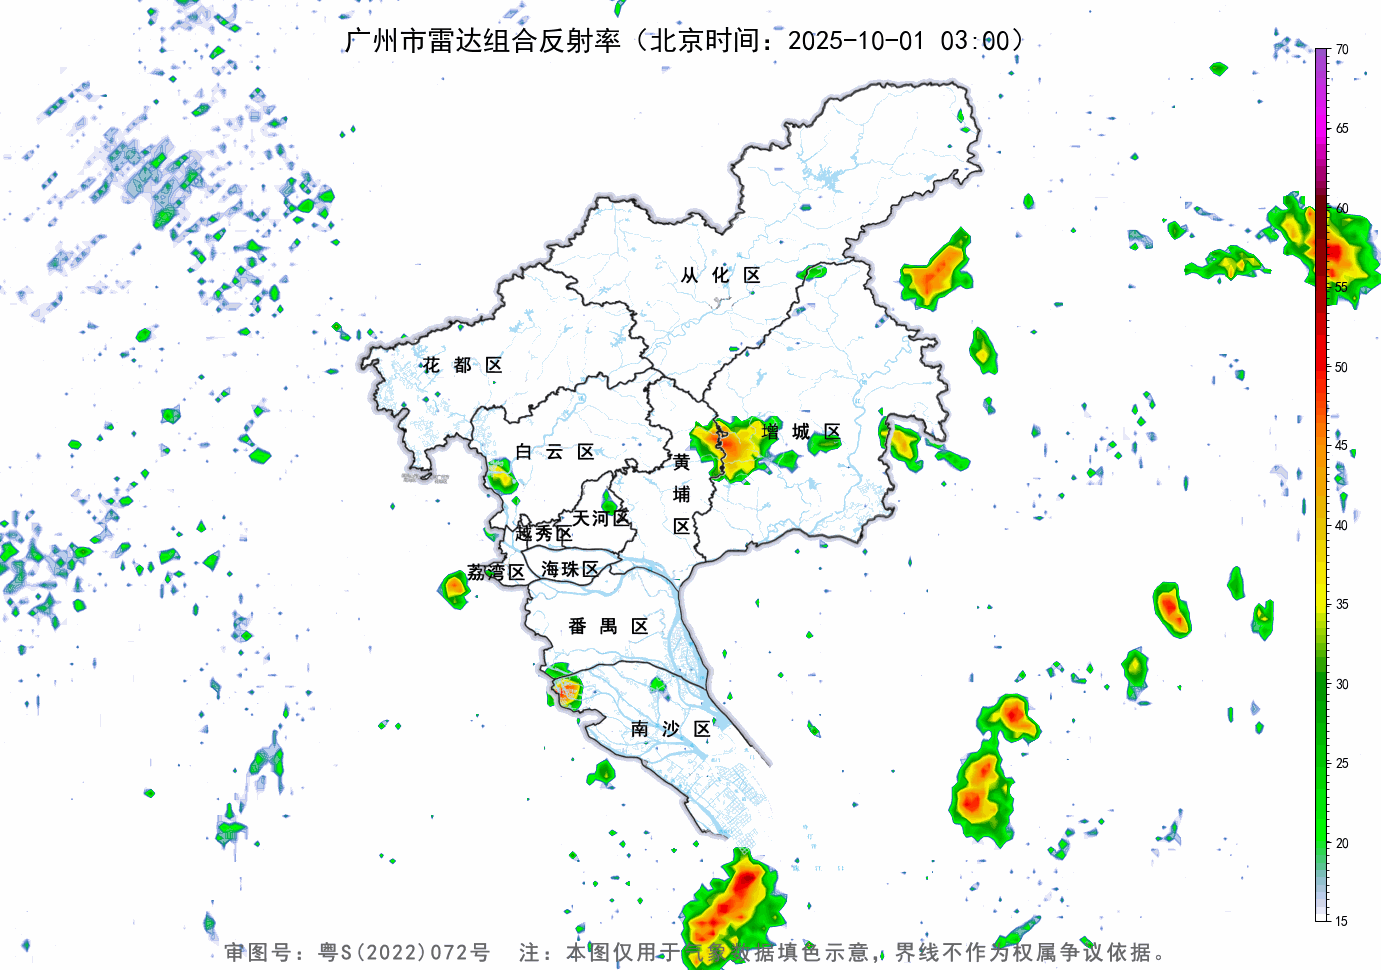 广州市雷达组合反射率（北京时间：2025-10-01 03:00）
70
65
60
55
50
45
40
35
30
25
20
15
从化区
花都区
增城区
白云区
黄埔区
天河区
越秀区
海珠区
荔湾区
番禺区
南沙区
审图号：粤S(2022)072号 注：本图仅用于气象数据填色示意，界线不作为权属争议依据。